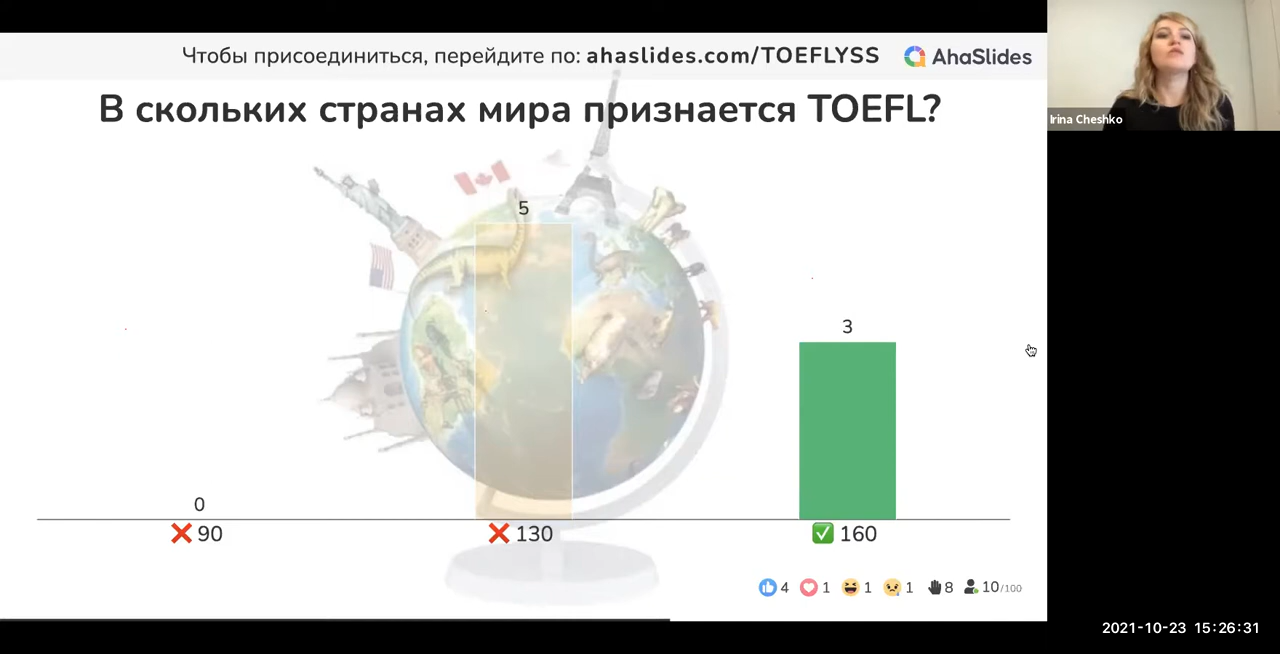 Чтобы присоединиться, перейдите по: ahaslides.com/TOEFLYSS AhaSlides
В скольких странах мира признается TOEFL?
Irina Cheshko
5
3
0
❌ 90
❌ 130
✅ 160
4 1 1 1 8 10/100
2021-10-23 15:26:31